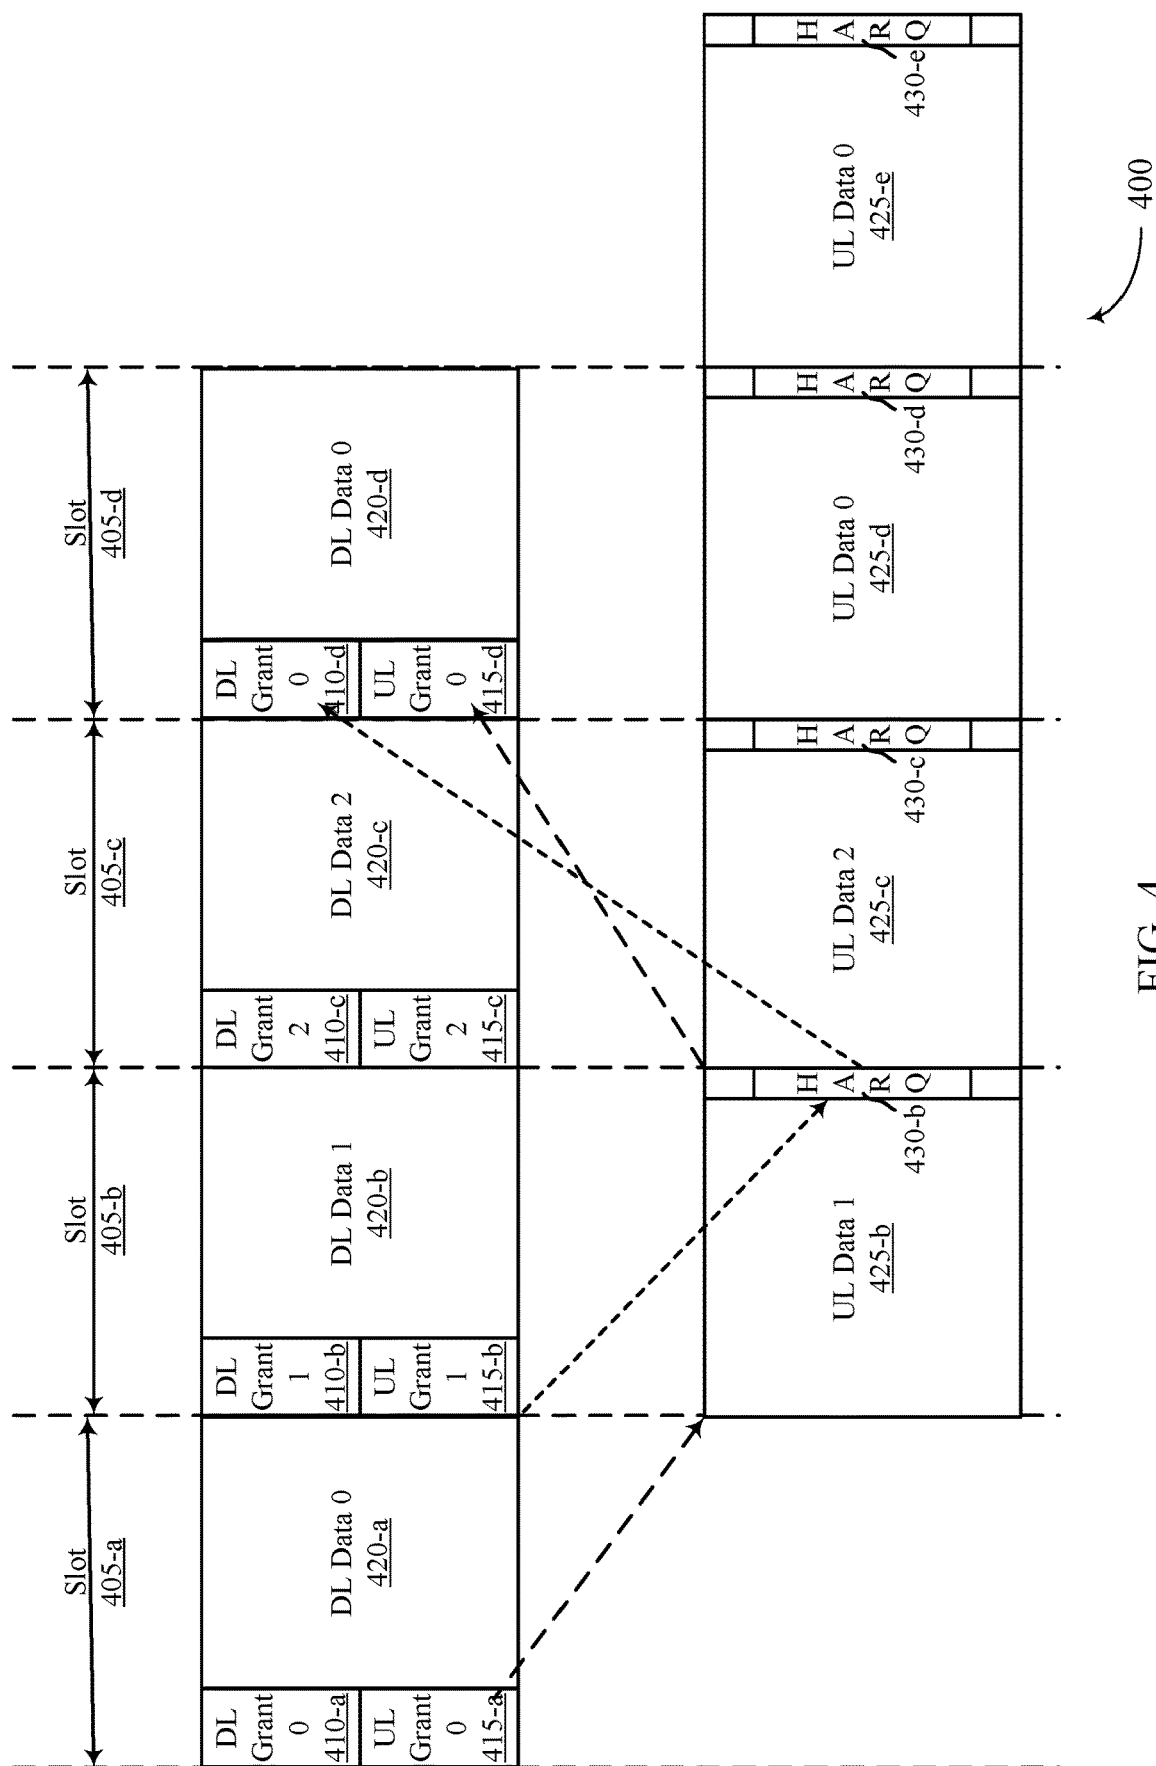 Slot
405-a
Slot
405-b
Slot
405-c
Slot
405-d
DL
Grant
0
410-a
UL
Grant
0
415-a
DL Data 0
420-a
DL
Grant
1
410-b
UL
Grant
1
415-b
DL Data 1
420-b
DL
Grant
2
410-c
UL
Grant
2
415-c
DL Data 2
420-c
DL
Grant
0
410-d
UL
Grant
0
415-d
DL Data 0
420-d
UL Data 1
425-b
H
A
R
Q
430-b
UL Data 2
425-c
H
A
R
Q
430-c
UL Data 0
425-d
H
A
R
Q
430-d
UL Data 0
425-e
H
A
R
Q
430-e
400
FIG. 4